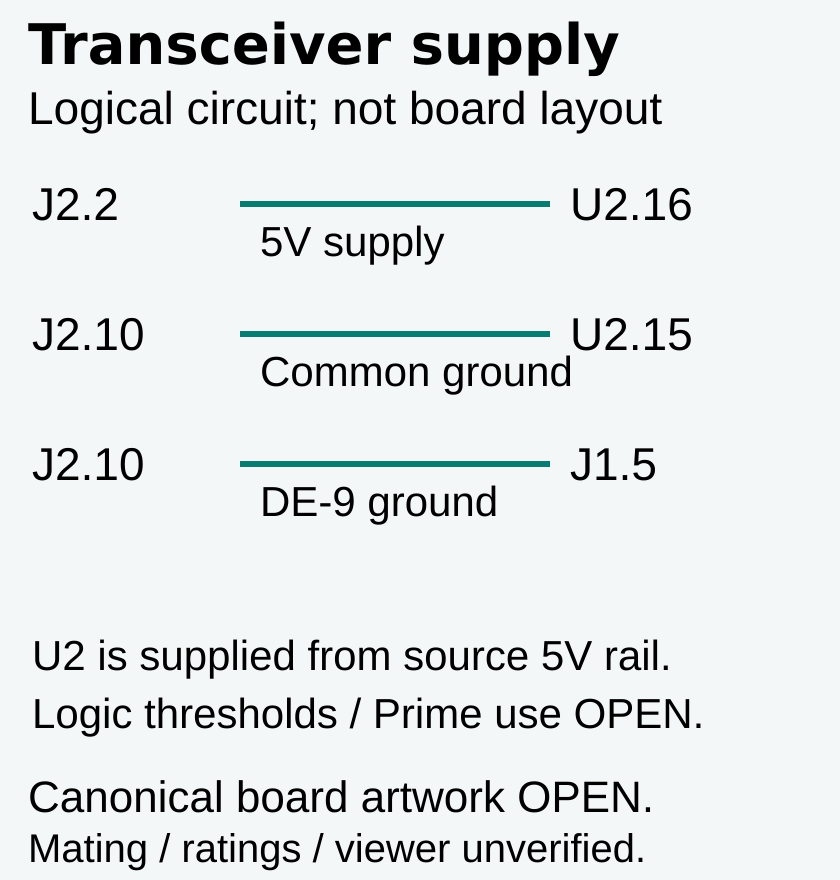 Transceiver supply
Logical circuit; not board layout
J2.2 U2.16
5V supply
J2.10 U2.15
Common ground
J2.10 J1.5
DE-9 ground
U2 is supplied from source 5V rail.
Logic thresholds / Prime use OPEN.
Canonical board artwork OPEN.
Mating / ratings / viewer unverified.